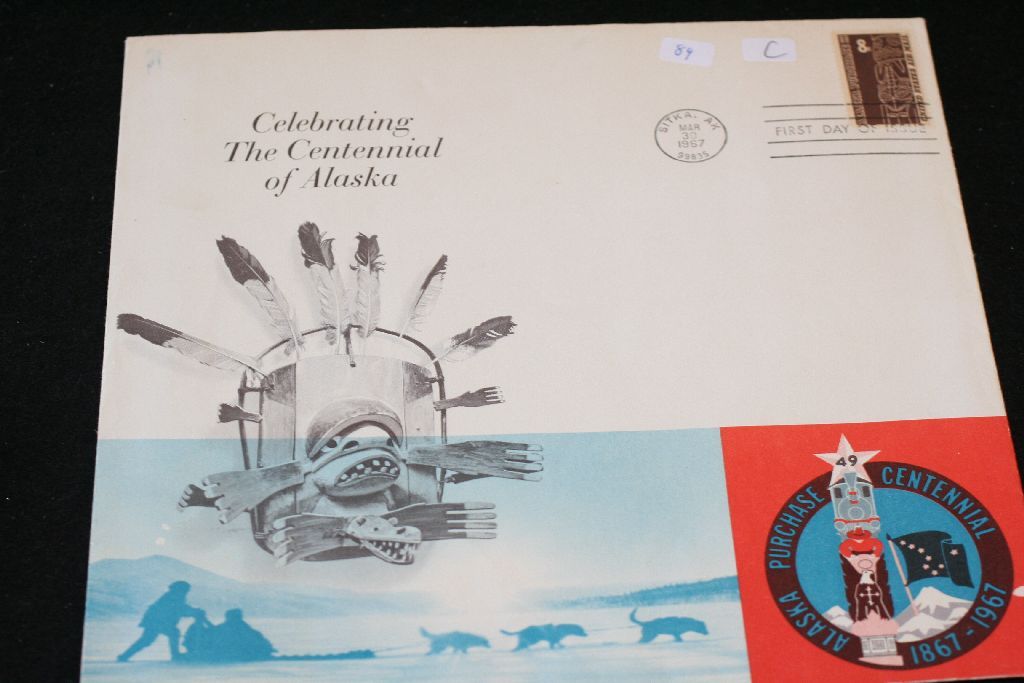 89
C
8¢
Celebrating
The Centennial
of Alaska
SITKA, AK
MAR
30
1967
99835
FIRST DAY OF ISSUE
49
ALASKA PURCHASE CENTENNIAL
1867-1967